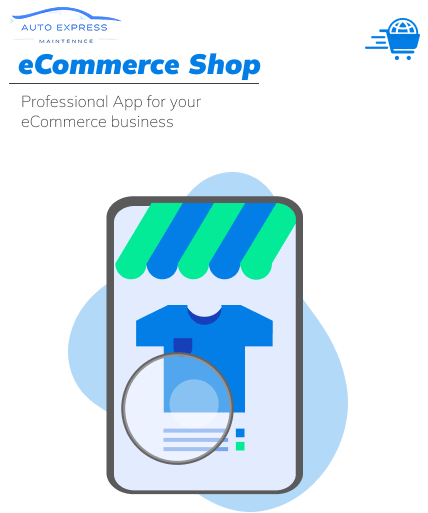 AUTO EXPRESS
MAINTENNCE
eCommerce Shop
Professional App for your
eCommerce business